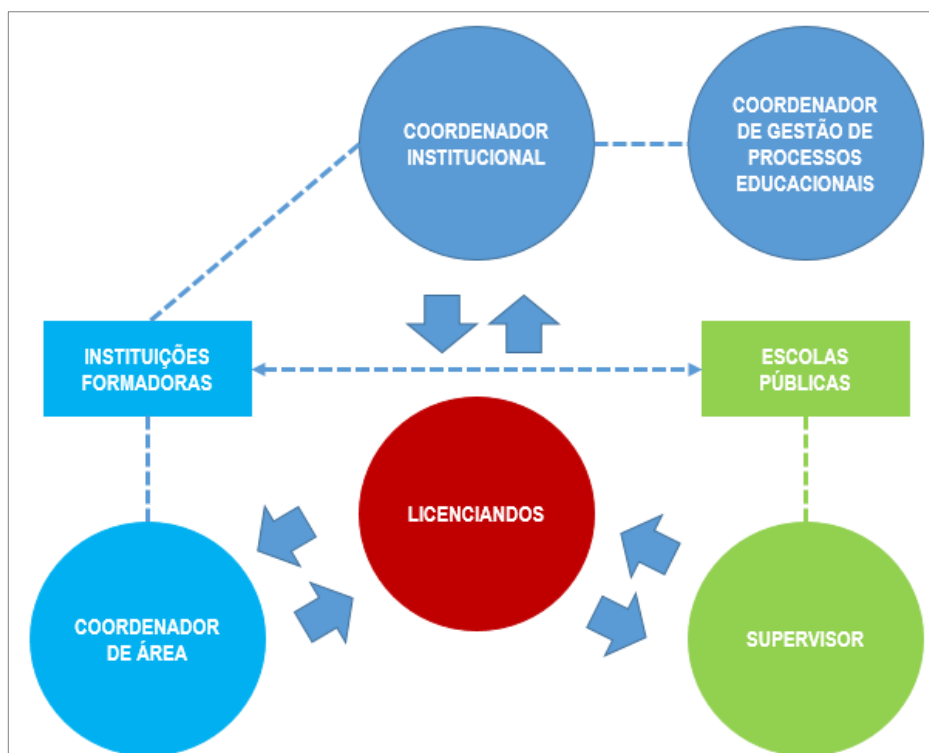 COORDENADOR
INSTITUCIONAL
COORDENADOR
DE GESTÃO DE
PROCESSOS
EDUCACIONAIS
INSTITUIÇÕES
FORMADORAS
ESCOLAS
PÚBLICAS
LICENCIANDOS
COORDENADOR
DE ÁREA
SUPERVISOR